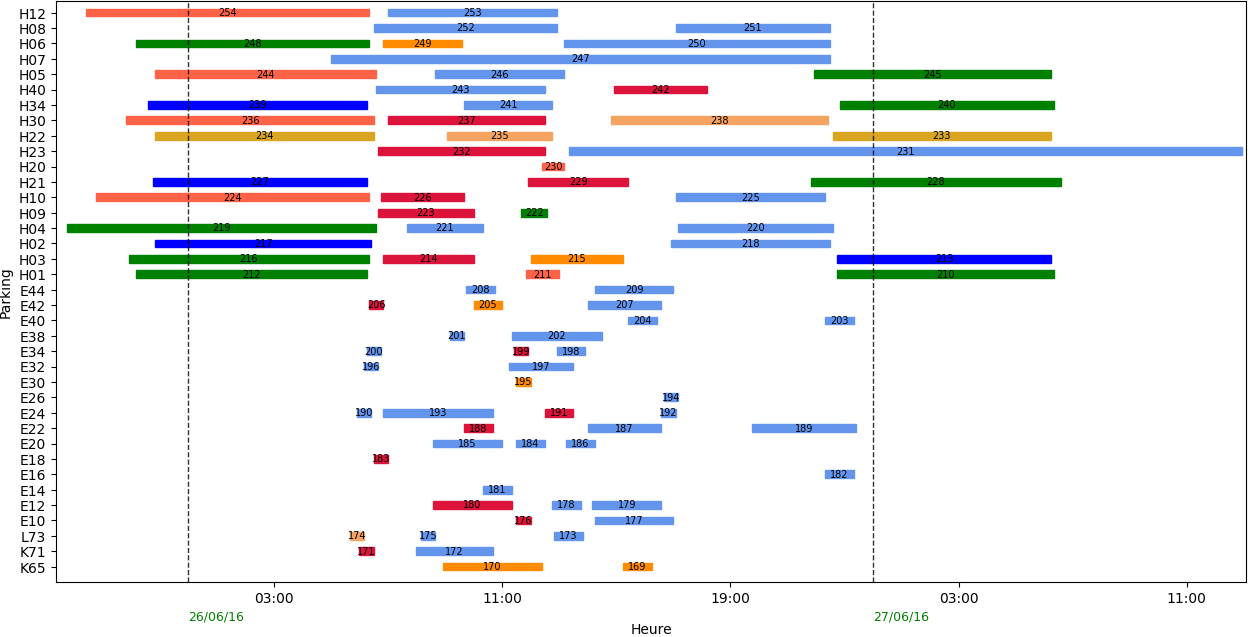 H12 254 253
H08 252 251
H06 248 249 250
H07 247
H05 244 246 245
H40 243 242
H34 239 241 240
H30 236 237 238
H22 234 235 233
H23 232 231
H20 230
H21 227 229 228
H10 224 226 225
H09 223 222
H04 219 221 220
H02 217 218
H03 216 214 215 213
H01 212 211 210
E44 208 209
E42 206 205 207
E40 204 203
E38 201 202
E34 200 199 198
E32 196 197
E30 195
E26 194
E24 190 193 191 192
E22 188 187 189
E20 185 184 186
E18 183
E16 182
E14 181
E12 180 178 179
E10 176 177
L73 174 175 173
K71 171 172
K65 170 169
Parking
03:00 11:00 19:00 03:00 11:00
26/06/16 27/06/16
Heure